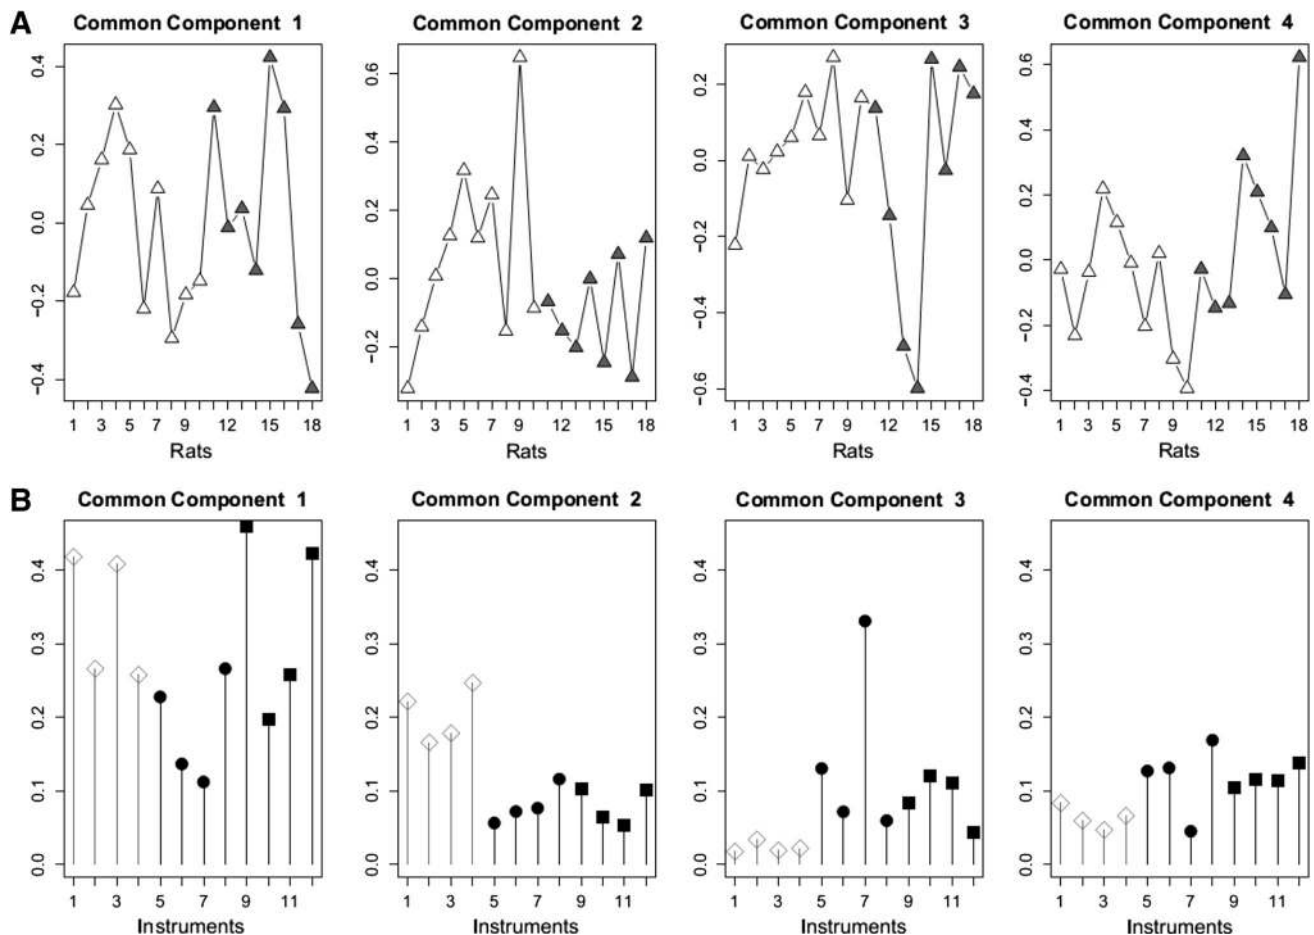 A
Common Component 1
Common Component 2
Common Component 3
Common Component 4
0.4
0.2
0.0
−0.2
−0.4
1 3 5 7 9 12 15 18
Rats
0.6
0.4
0.2
0.0
−0.2
1 3 5 7 9 12 15 18
Rats
0.2
0.0
−0.2
−0.4
−0.6
1 3 5 7 9 12 15 18
Rats
0.6
0.4
0.2
0.0
−0.2
−0.4
1 3 5 7 9 12 15 18
Rats
B
Common Component 1
Common Component 2
Common Component 3
Common Component 4
0.4
0.3
0.2
0.1
0.0
1 3 5 7 9 11
Instruments
0.4
0.3
0.2
0.1
0.0
1 3 5 7 9 11
Instruments
0.4
0.3
0.2
0.1
0.0
1 3 5 7 9 11
Instruments
0.4
0.3
0.2
0.1
0.0
1 3 5 7 9 11
Instruments